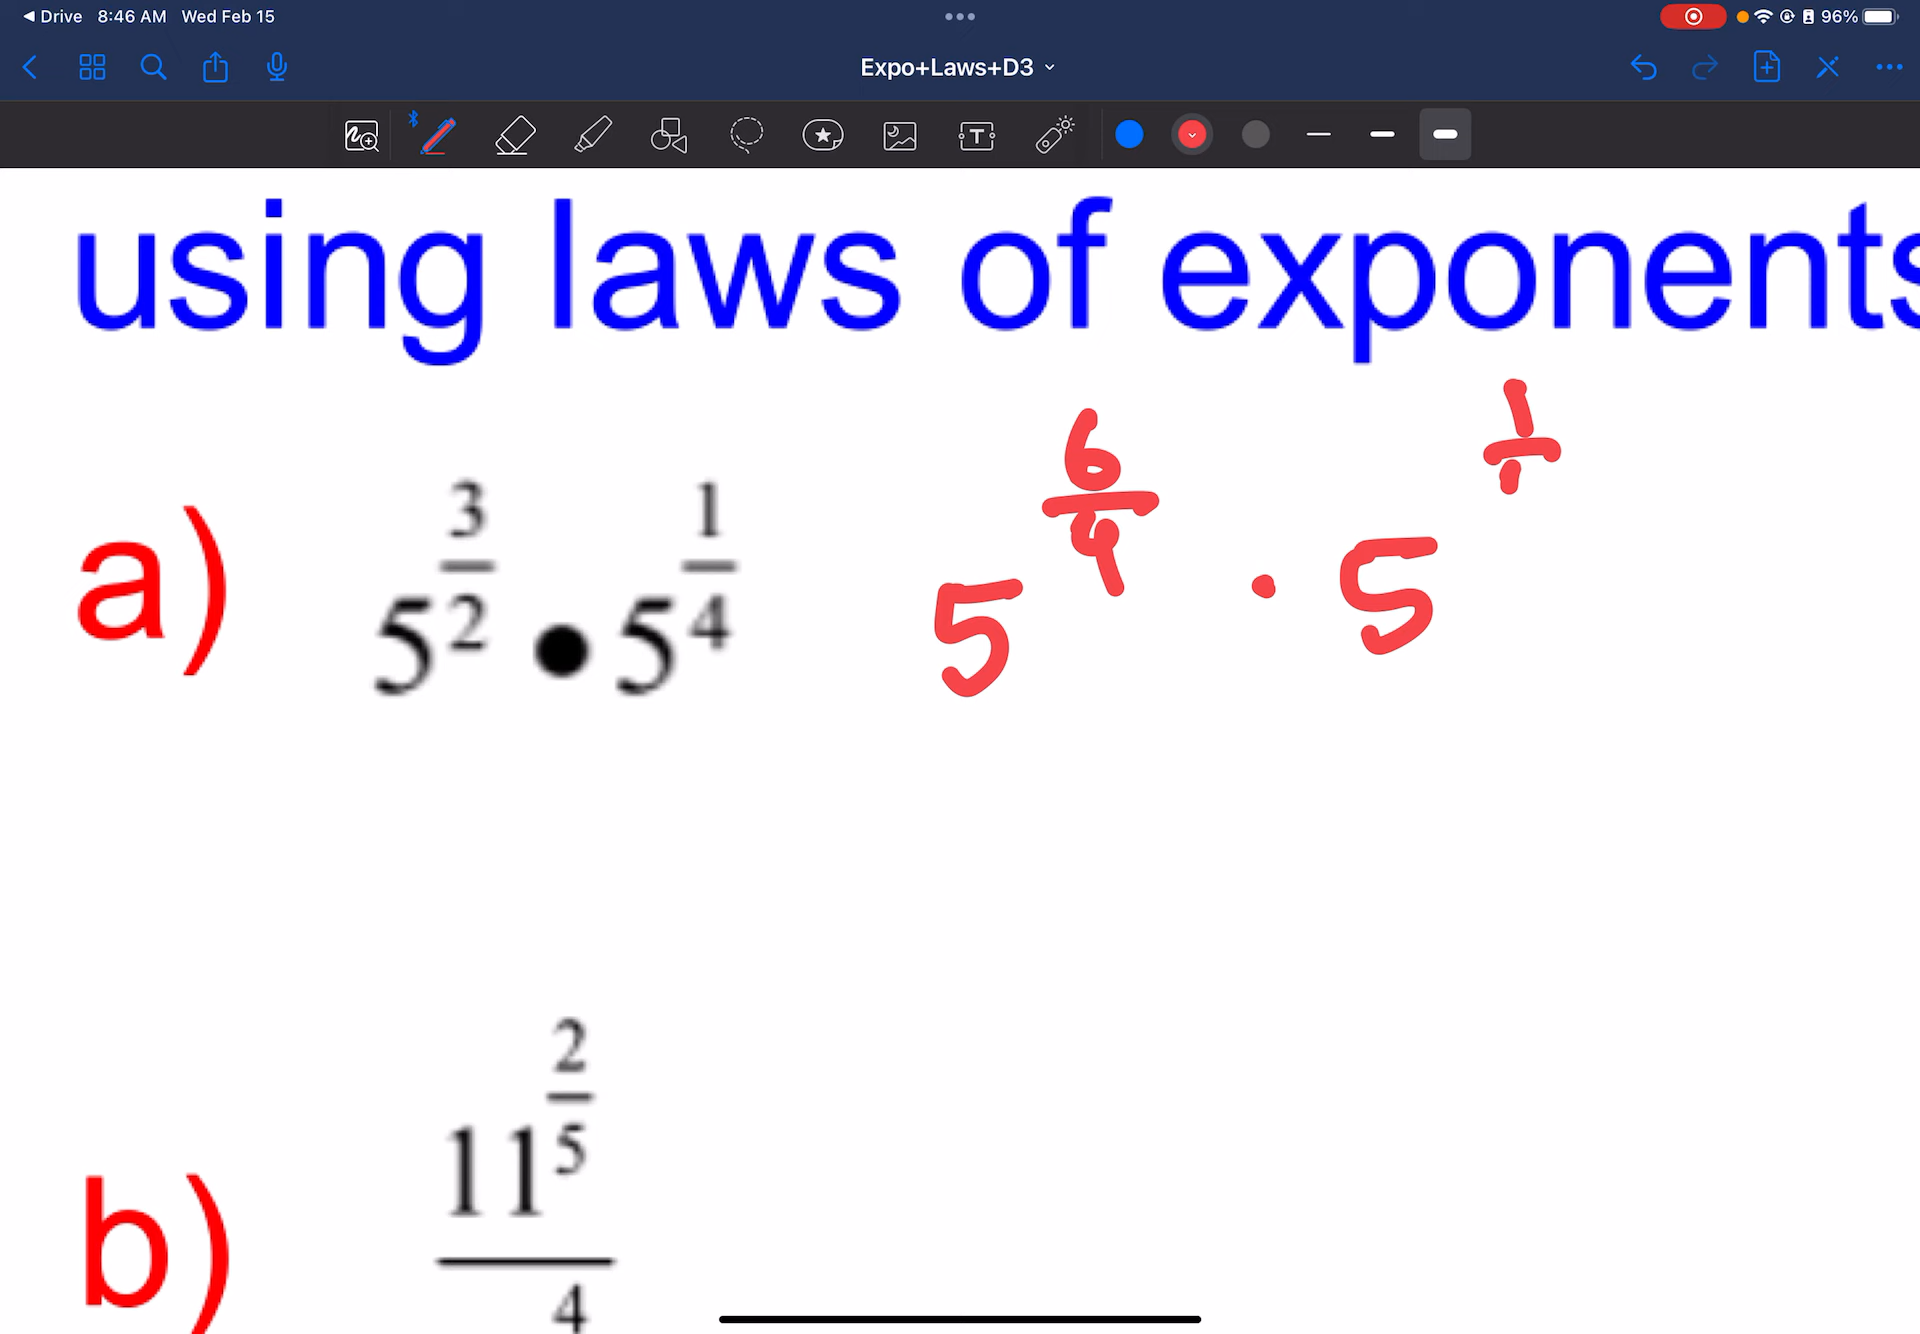 ◀ Drive 8:46 AM Wed Feb 15 96%
Expo+Laws+D3
T
using laws of exponents
a) 5^{3/2} • 5^{1/4} 5^{6/4} · 5^{1/}
b) 11^{2/5}
4